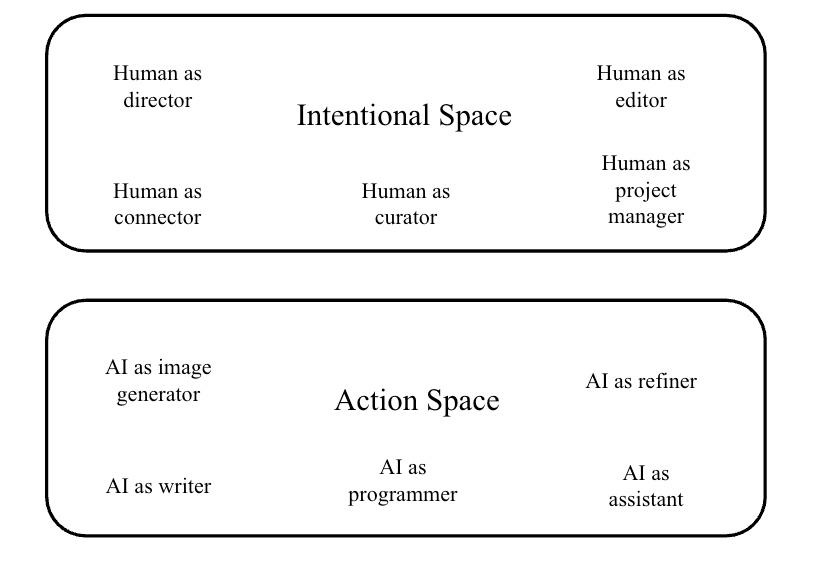 Human as
director
Intentional Space
Human as
editor
Human as
connector
Human as
curator
Human as
project
manager
AI as image
generator
Action Space
AI as refiner
AI as writer
AI as
programmer
AI as
assistant